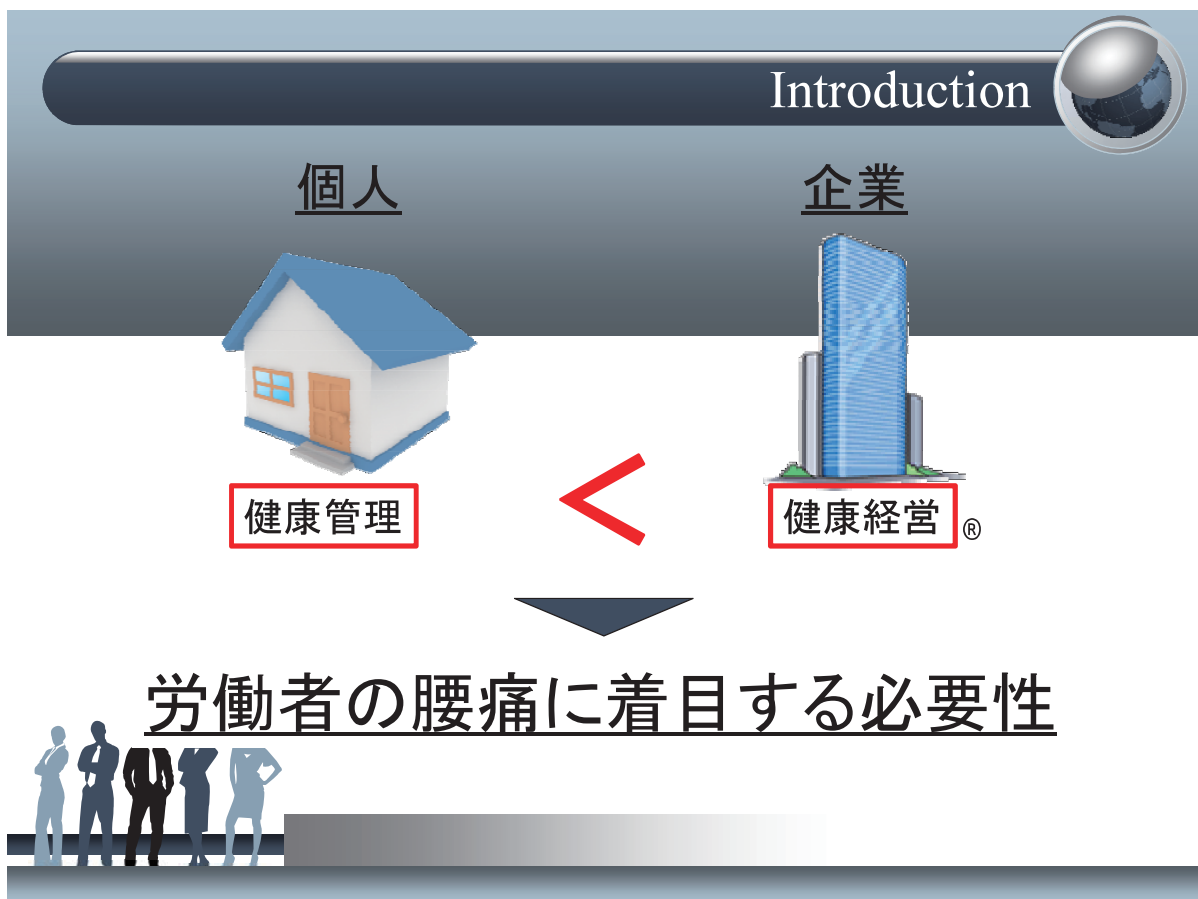 Introduction
個人
企業
健康管理
<
健康経営®
労働者の腰痛に着目する必要性